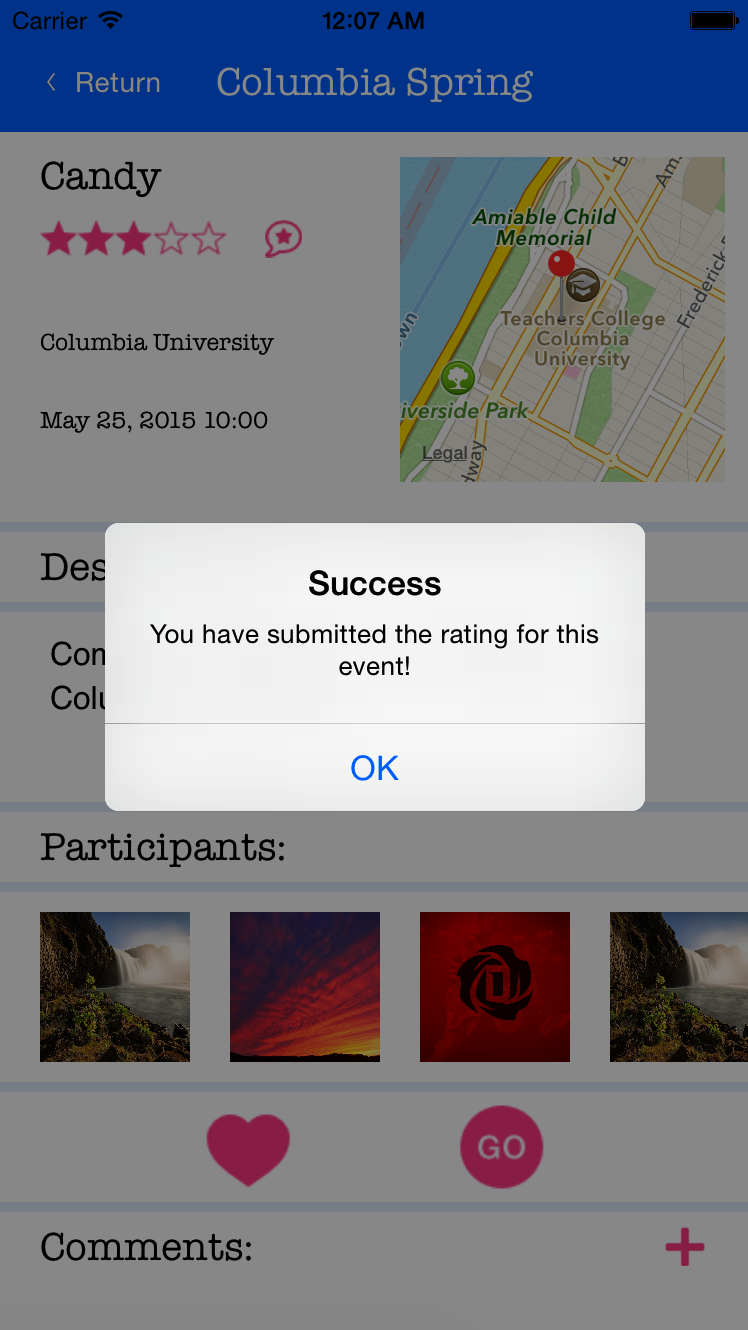 Carrier
12:07 AM
Return
Columbia Spring
Candy
Columbia University
May 25, 2015 10:00
Amiable Child
Memorial
Teachers College
Columbia
University
Frederick
Riverside Park
Legal
Success
You have submitted the rating for this
event!
OK
Participants:
GO
Comments: